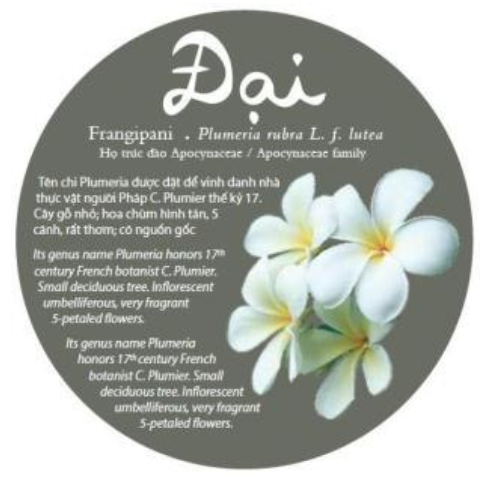 Đại
Frangipani . Plumeria rubra L. f. lutea
Họ trúc đào Apocynaceae / Apocynaceae family
Tên chi Plumeria được đặt để vinh danh nhà
thực vật người Pháp C. Plumier thế kỷ 17.
Cây gỗ nhỏ; hoa chùm hình tán, 5
cánh, rất thơm; có nguồn gốc
Its genus name Plumeria honors 17th
century French botanist C. Plumier.
Small deciduous tree. Inflorescent
umbelliferous, very fragrant
5-petaled flowers.
Its genus name Plumeria
honors 17th century French
botanist C. Plumier. Small
deciduous tree. Inflorescent
umbelliferous, very fragrant
5-petaled flowers.